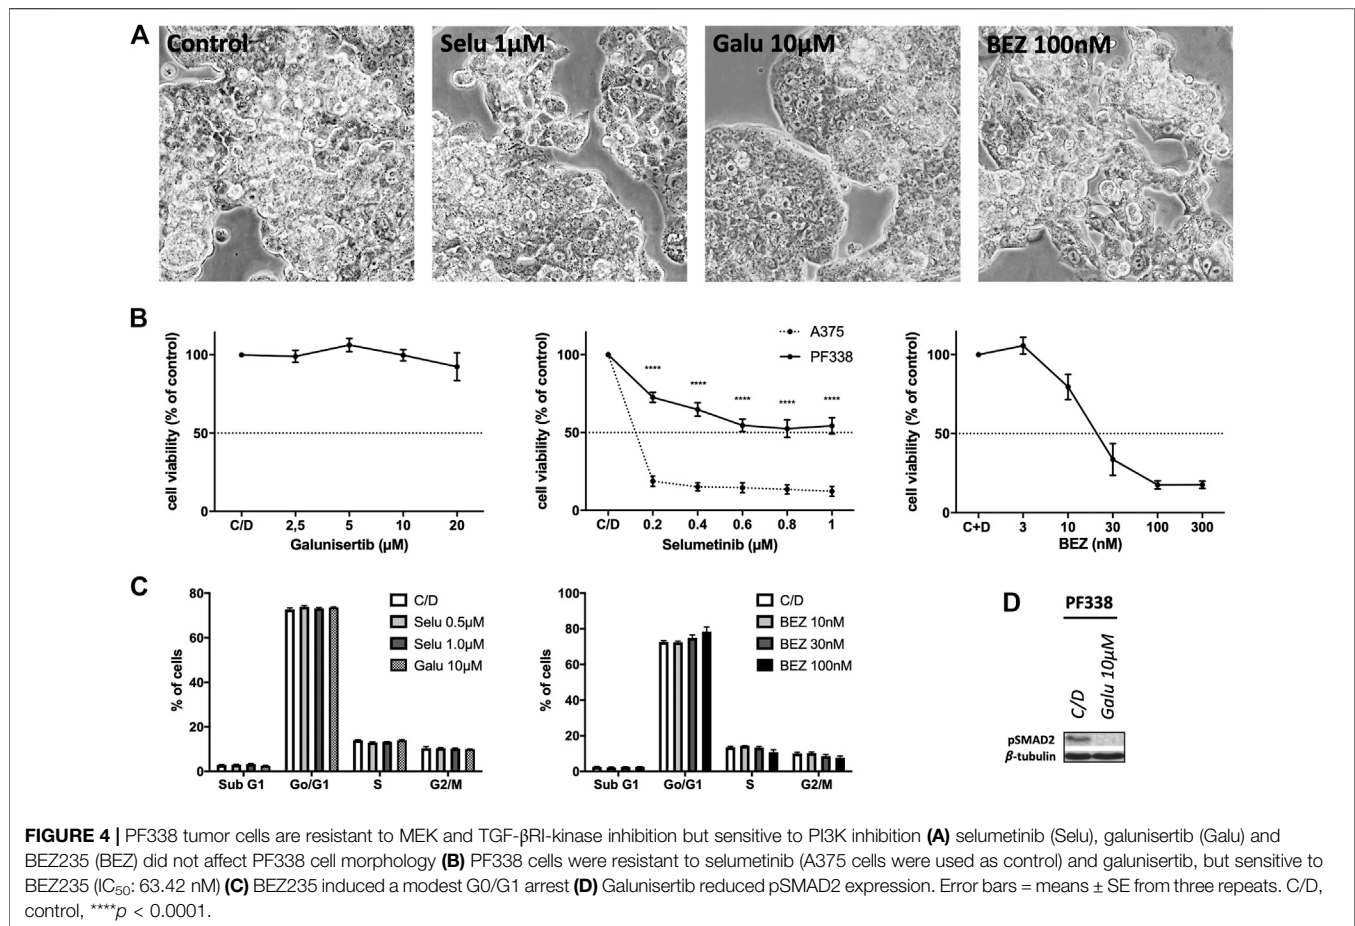 A
Control
Selu 1µM
Galu 10µM
BEZ 100nM
B
cell viability (% of control)
100
50
0
C/D
2,5
5
10
20
Galunisertib (µM)
cell viability (% of control)
100
50
0
A375
PF338
****
****
****
****
****
C/D
0.2
0.4
0.6
0.8
1
Selumetinib (µM)
cell viability (% of control)
100
50
0
C+D
3
10
30
100
300
BEZ (nM)
C
% of cells
80
60
40
20
0
C/D
Selu 0.5µM
Selu 1.0µM
Galu 10µM
Sub G1
Go/G1
S
G2/M
% of cells
100
80
60
40
20
0
C/D
BEZ 10nM
BEZ 30nM
BEZ 100nM
Sub G1
Go/G1
S
G2/M
D
PF338
C/D
Galu 10µM
pSMAD2
β-tubulin
FIGURE 4 | PF338 tumor cells are resistant to MEK and TGF-βRI-kinase inhibition but sensitive to PI3K inhibition (A) selumetinib (Selu), galunisertib (Galu) and
BEZ235 (BEZ) did not affect PF338 cell morphology (B) PF338 cells were resistant to selumetinib (A375 cells were used as control) and galunisertib, but sensitive to
BEZ235 (IC50: 63.42 nM) (C) BEZ235 induced a modest G0/G1 arrest (D) Galunisertib reduced pSMAD2 expression. Error bars = means ± SE from three repeats. C/D,
control, ****p < 0.0001.